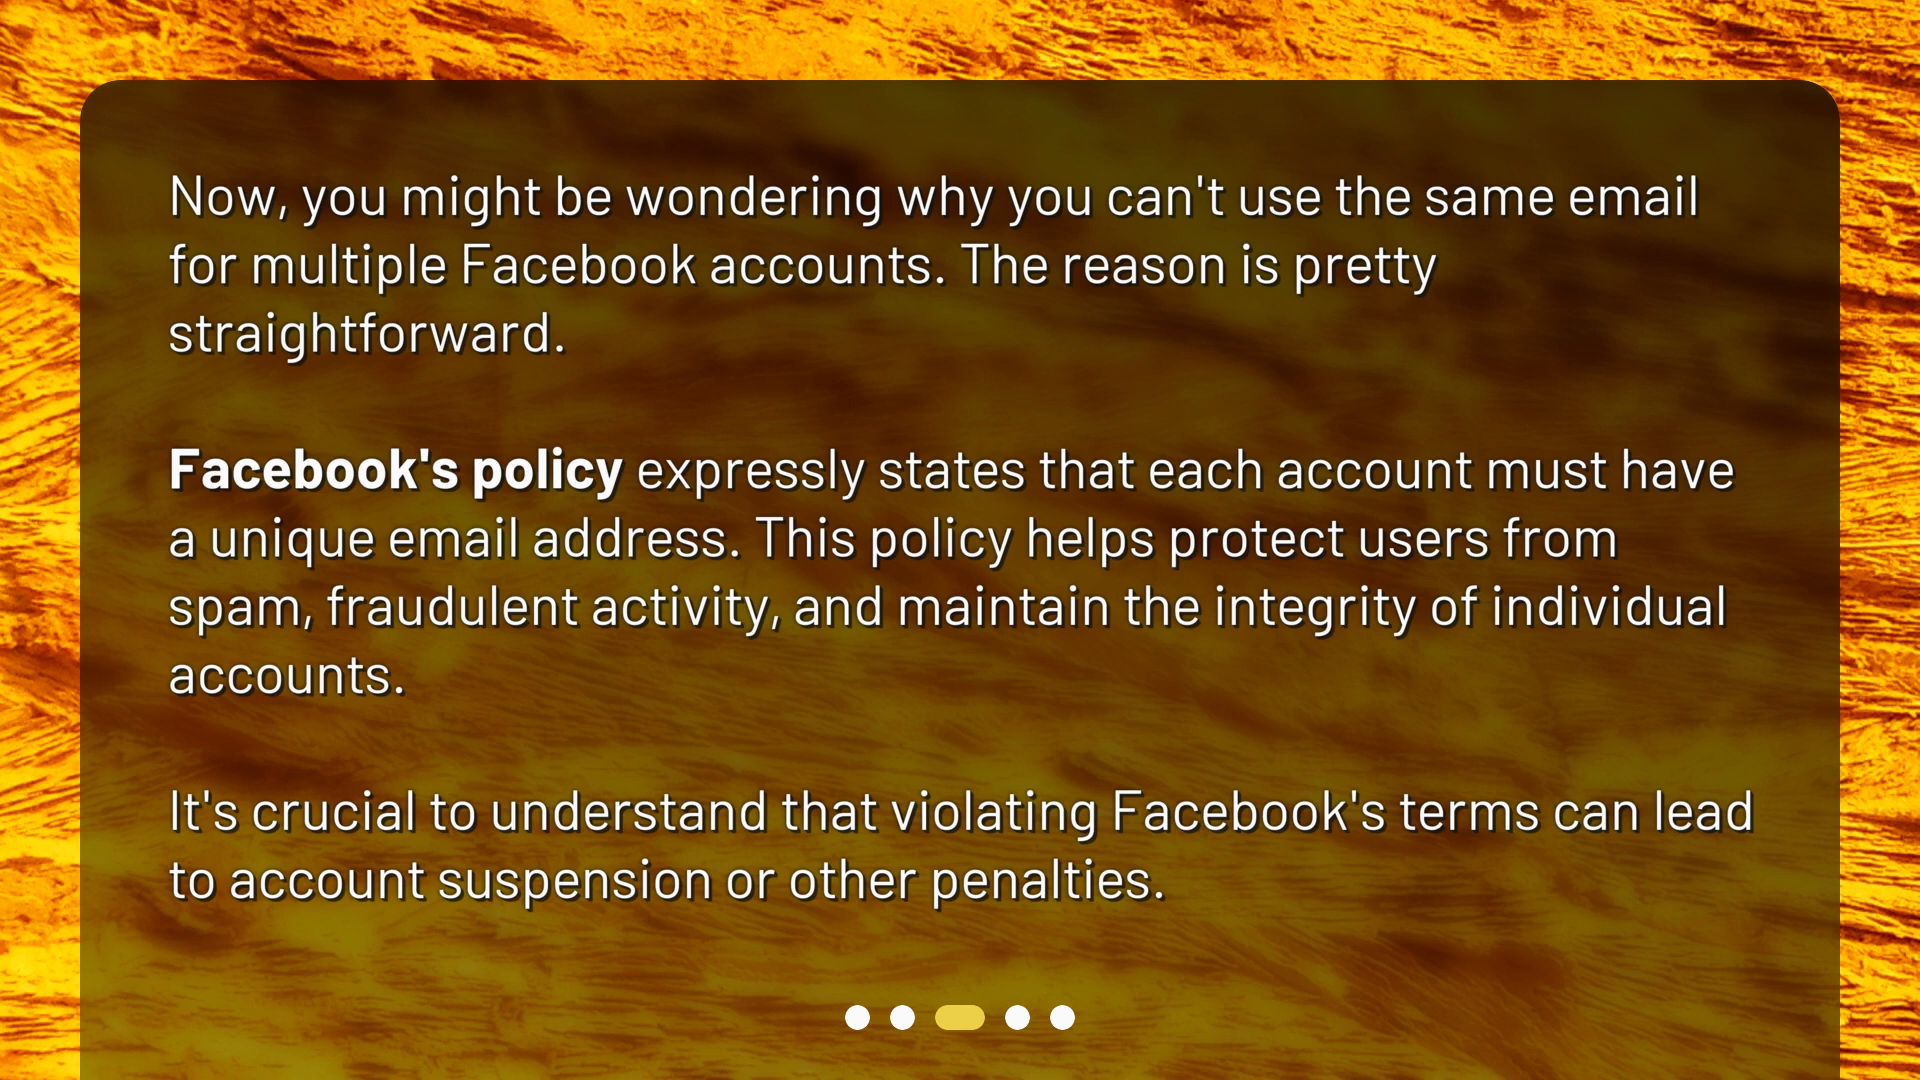 Now, you might be wondering why you can't use the same email
for multiple Facebook accounts. The reason is pretty
straightforward.
Facebook's policy expressly states that each account must have
a unique email address. This policy helps protect users from
spam, fraudulent activity, and maintain the integrity of individual
accounts.
It's crucial to understand that violating Facebook's terms can lead
to account suspension or other penalties.